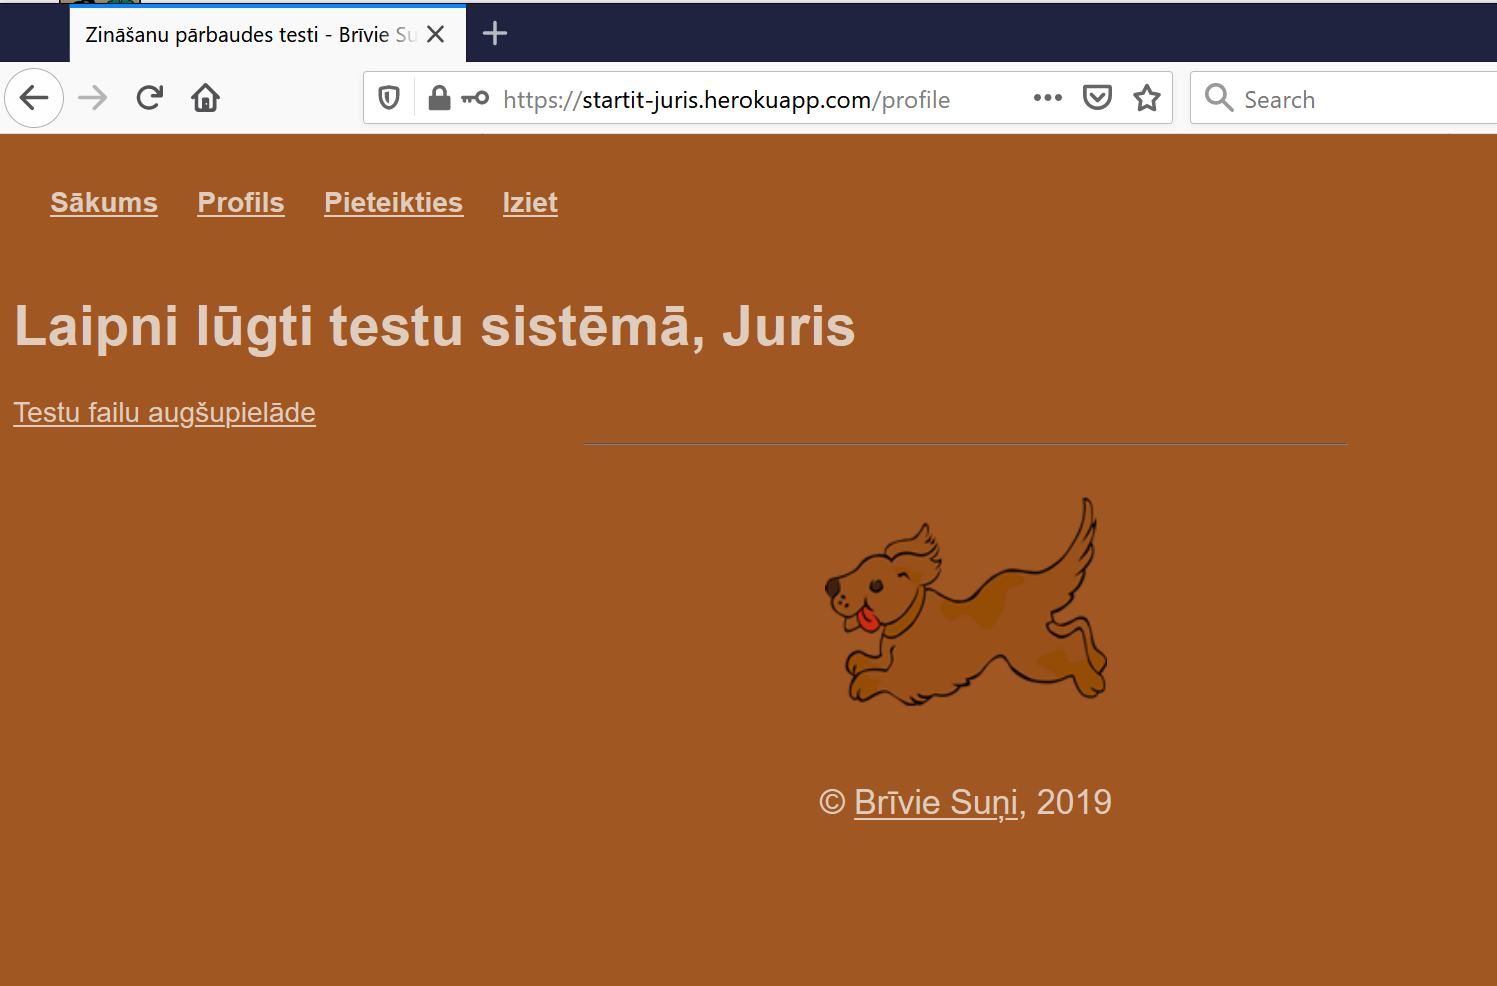 Zināšanu pārbaudes testi - Brīvie Su
https://startit-juris.herokuapp.com/profile
Search
Sākums Profils Pieteikties Iziet
Laipni lūgti testu sistēmā, Juris
Testu failu augšupielāde
© Brīvie Suņi, 2019